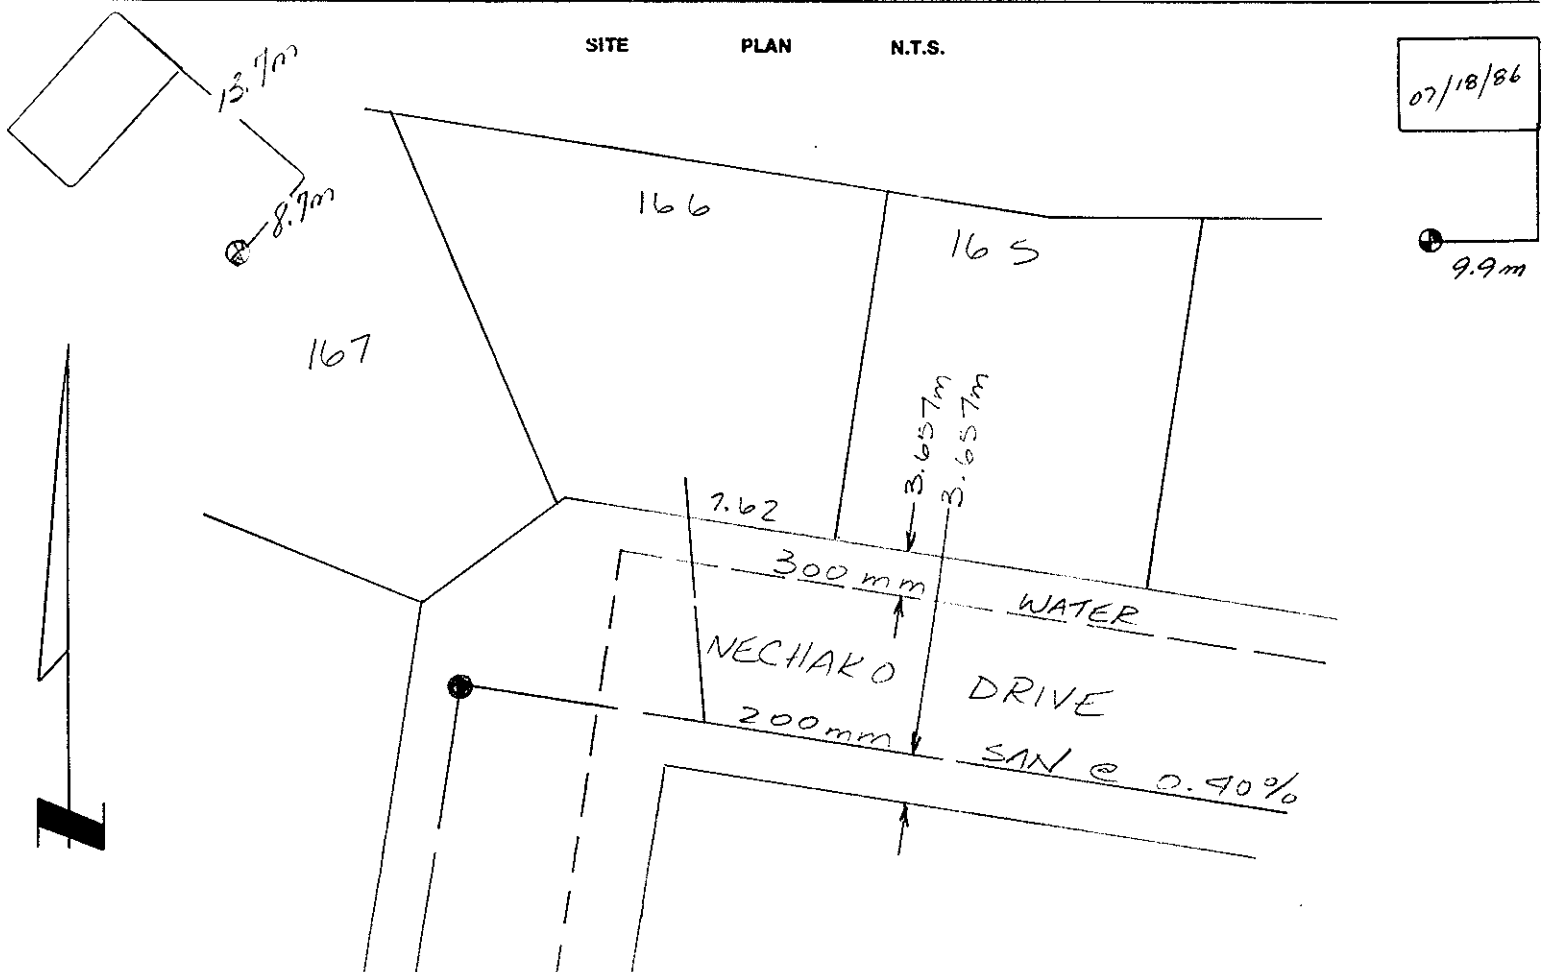 SITE PLAN N.T.S.
13.7m
07/18/86
8.7m
166
165
9.9m
167
3.657m
3.657m
7.62
300mm WATER
NECHAKO DRIVE
200mm SAN @ 0.40%